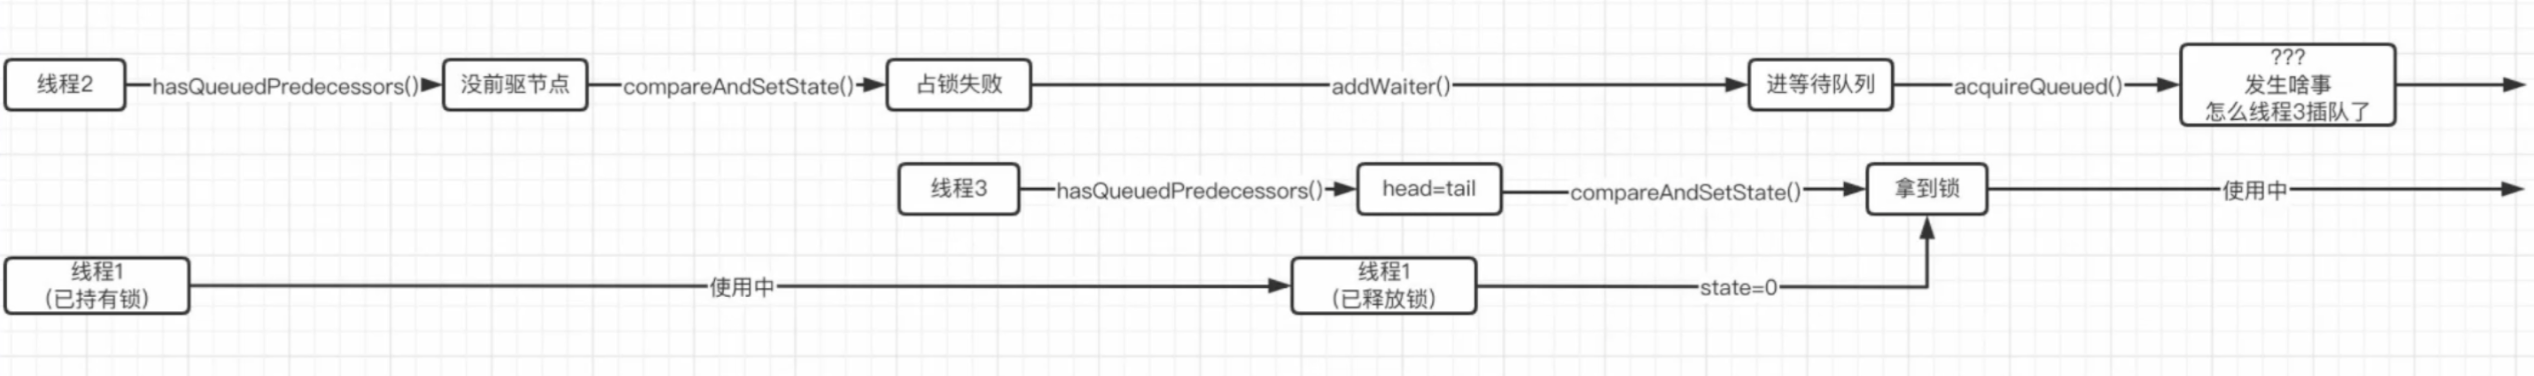 线程2
hasQueuedPredecessors()
没前驱节点
compareAndSetState()
占锁失败
addWaiter()
进等待队列
acquireQueued()
???
发生啥事
怎么线程3插队了
线程3
hasQueuedPredecessors()
head=tail
compareAndSetState()
拿到锁
使用中
线程1
（已持有锁）
使用中
线程1
（已释放锁）
state=0